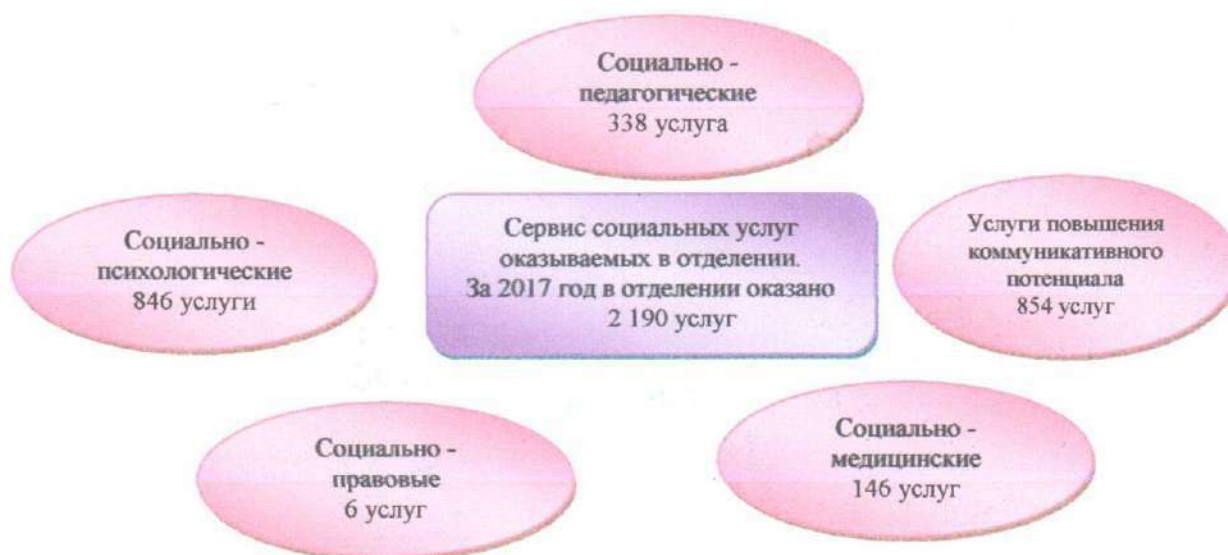 Социально -
педагогические
338 услуга
Сервис социальных услуг
оказываемых в отделении.
За 2017 год в отделении оказано
2 190 услуг
Социально -
психологические
846 услуги
Услуги повышения
коммуникативного
потенциала
854 услуг
Социально -
правовые
6 услуг
Социально -
медицинские
146 услуг